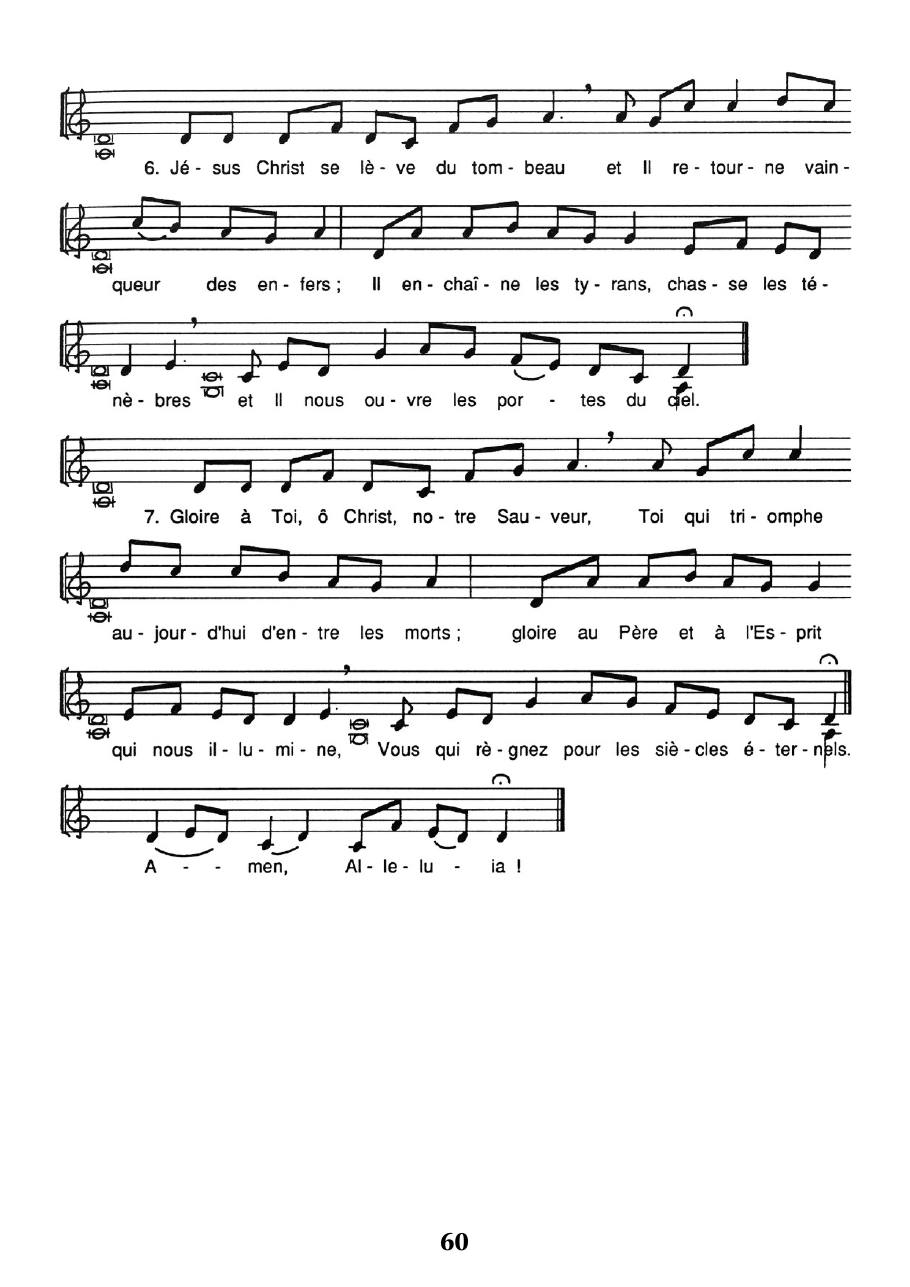 6. Jé - sus Christ se lè - ve du tom - beau et Il re - tour - ne vain -
queur des en - fers ; Il en - chaî - ne les ty - rans, chas - se les té -
nè - bres et Il nous ou - vre les por - tes du ciel.
7. Gloire à Toi, ô Christ, no - tre Sau - veur, Toi qui tri - omphe
au - jour - d'hui d'en - tre les morts ; gloire au Père et à l'Es - prit
qui nous il - lu - mi - ne, Vous qui rè - gnez pour les siè - cles é - ter - nels.
A - - men, Al - le - lu - ia !
60